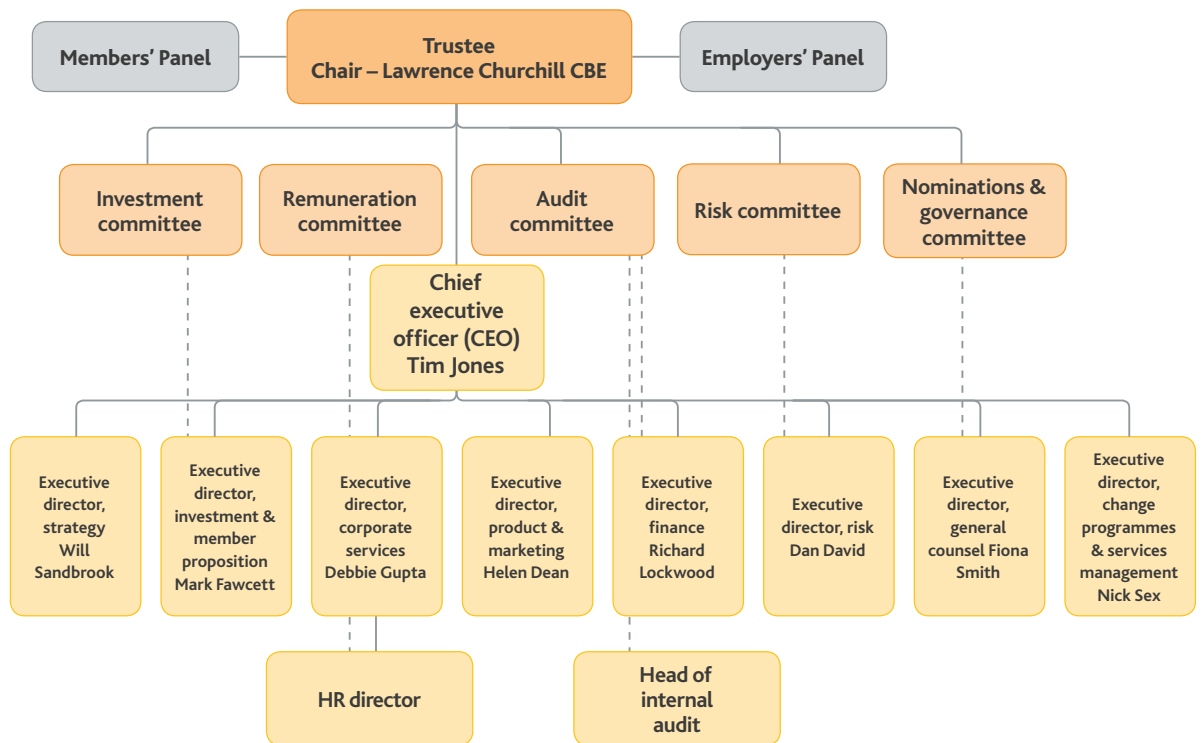 Members' Panel
Trustee
Chair – Lawrence Churchill CBE
Employers' Panel
Investment
committee
Remuneration
committee
Audit
committee
Risk committee
Nominations &
governance
committee
Chief
executive
officer (CEO)
Tim Jones
Executive
director,
strategy
Will
Sandbrook
Executive
director,
investment &
member
proposition
Mark Fawcett
Executive
director,
corporate
services
Debbie Gupta
Executive
director,
product &
marketing
Helen Dean
Executive
director,
finance
Richard
Lockwood
Executive
director, risk
Dan David
Executive
director,
general
counsel Fiona
Smith
Executive
director,
change
programmes
& services
management
Nick Sex
HR director
Head of
internal
audit